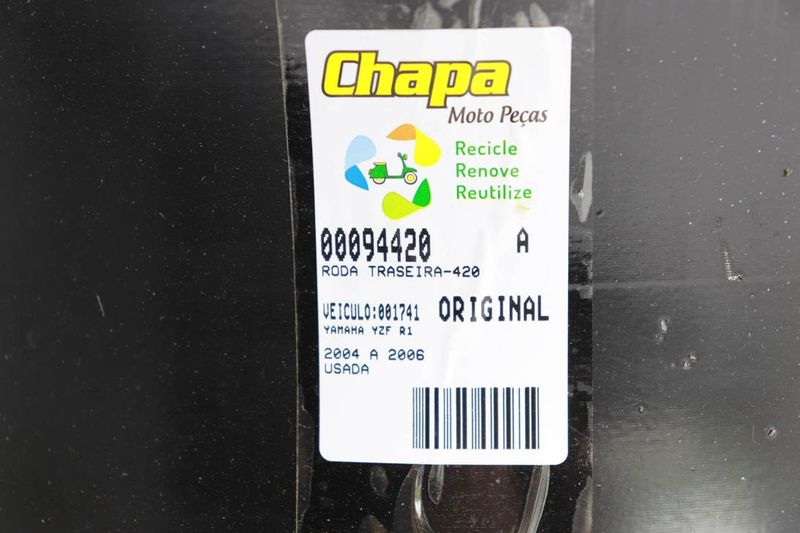 Chapa
Moto Peças
Recicle
Renove
Reutilize
00094420 A
RODA TRASEIRA-420
VEICULO:001741 ORIGINAL
YAMAHA YZF R1
2004 A 2006
USADA